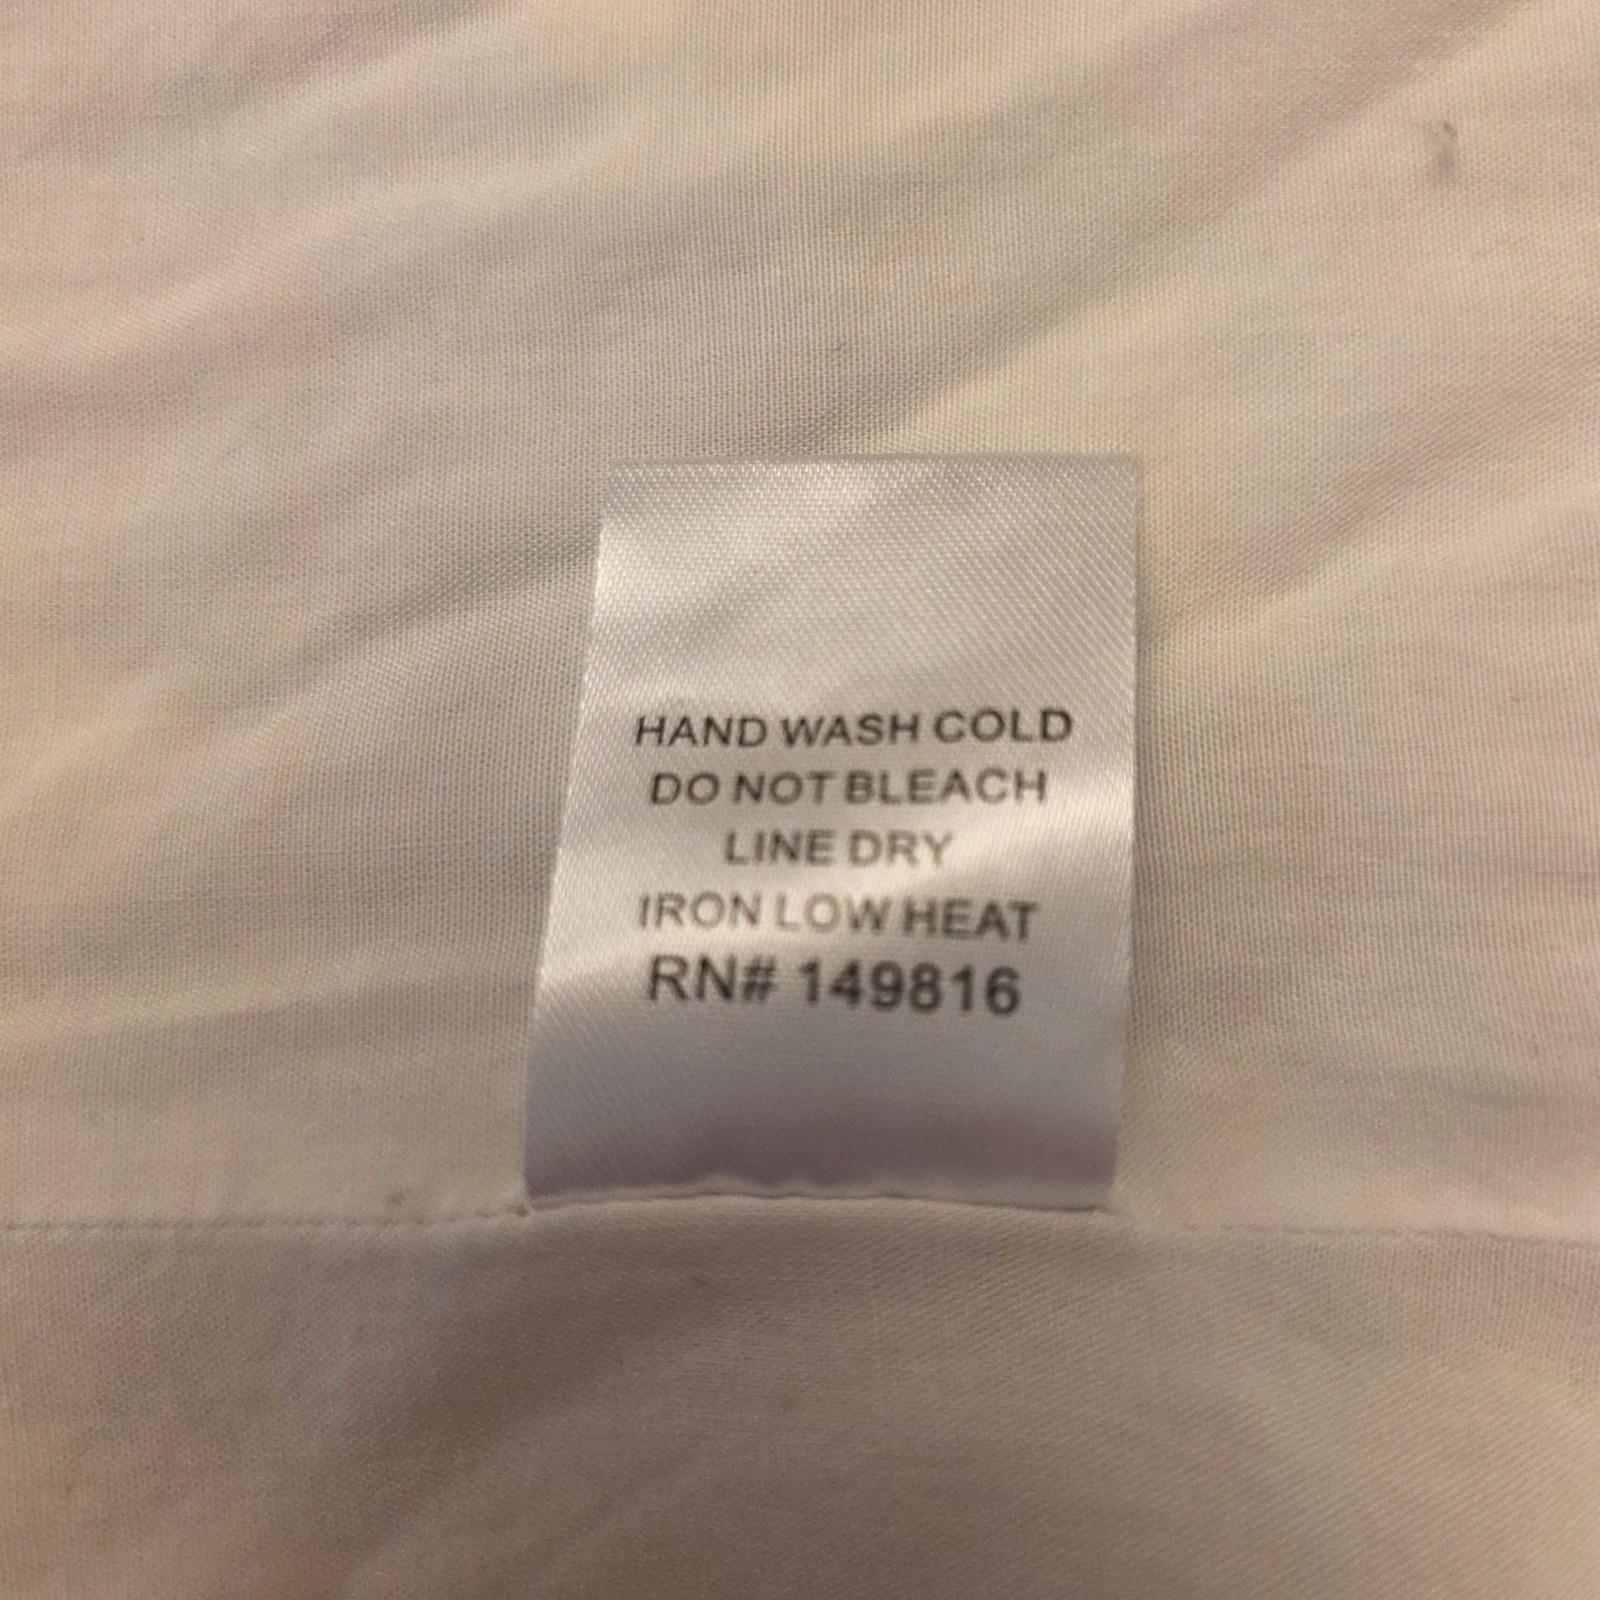 HAND WASH COLD
DO NOT BLEACH
LINE DRY
IRON LOW HEAT
RN# 149816